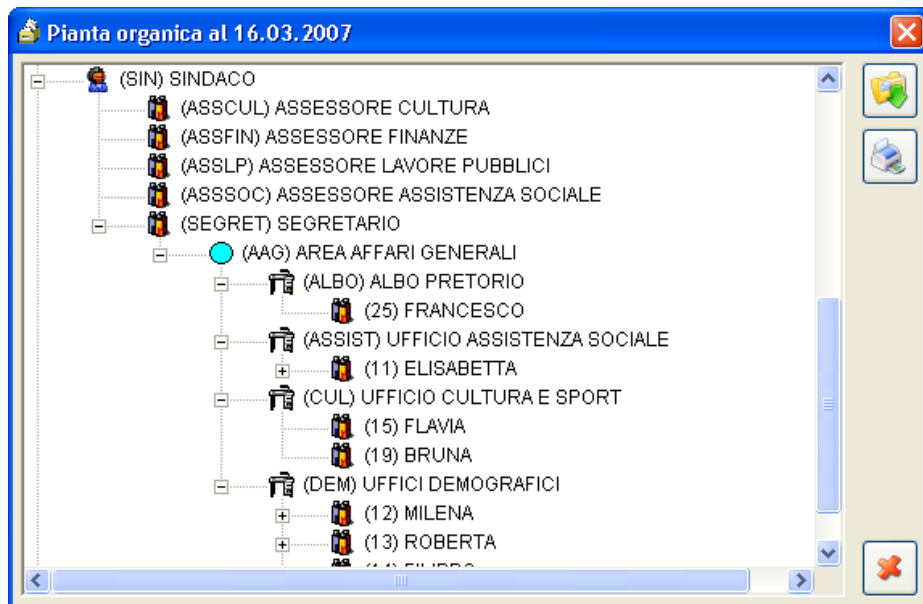 Pianta organica al 16.03.2007
(SIN) SINDACO
(ASSCUL) ASSESSORE CULTURA
(ASSFIN) ASSESSORE FINANZE
(ASSLP) ASSESSORE LAVORE PUBBLICI
(ASSSOC) ASSESSORE ASSISTENZA SOCIALE
(SEGRET) SEGRETARIO
(AAG) AREA AFFARI GENERALI
(ALBO) ALBO PRETORIO
(25) FRANCESCO
(ASSIST) UFFICIO ASSISTENZA SOCIALE
(11) ELISABETTA
(CUL) UFFICIO CULTURA E SPORT
(15) FLAVIA
(19) BRUNA
(DEM) UFFICI DEMOGRAFICI
(12) MILENA
(13) ROBERTA